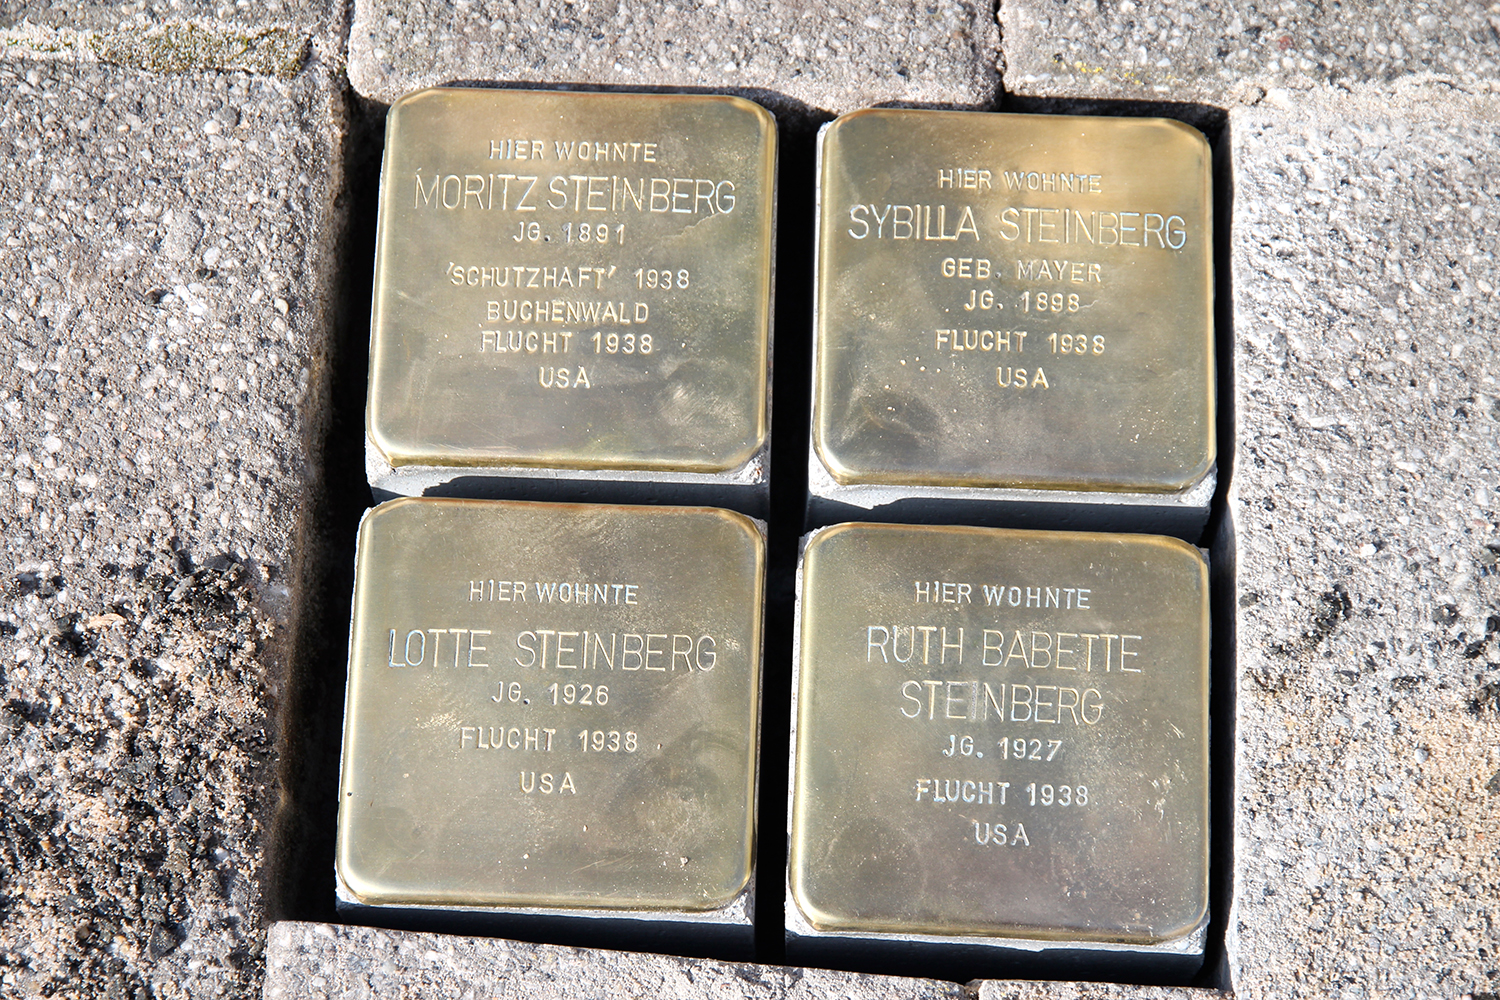 HIER WOHNTE
MORITZ STEINBERG
JG. 1891
'SCHUTZHAFT' 1938
BUCHENWALD
FLUCHT 1938
USA
HIER WOHNTE
SYBILLA STEINBERG
GEB. MAYER
JG. 1898
FLUCHT 1938
USA
HIER WOHNTE
LOTTE STEINBERG
JG. 1926
FLUCHT 1938
USA
HIER WOHNTE
RUTH BABETTE
STEINBERG
JG. 1927
FLUCHT 1938
USA